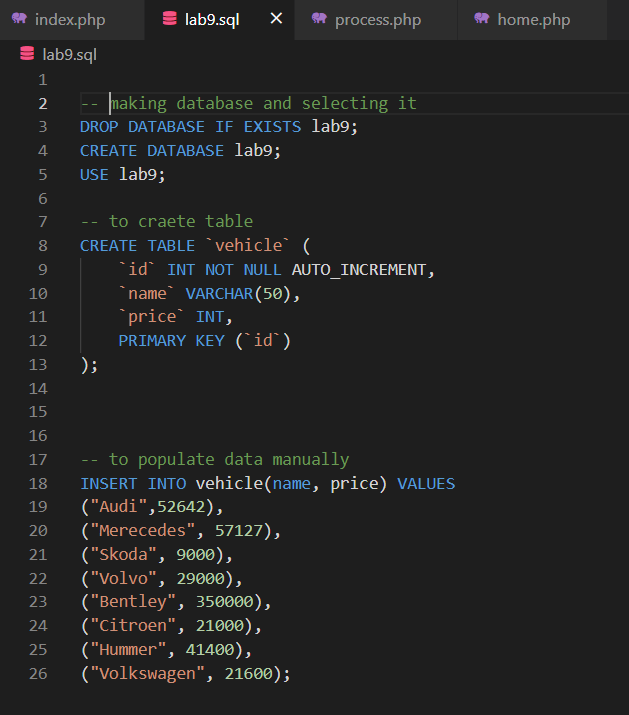 index.php lab9.sql × process.php home.php
lab9.sql
1
2 -- making database and selecting it
3 DROP DATABASE IF EXISTS lab9;
4 CREATE DATABASE lab9;
5 USE lab9;
6
7 -- to craete table
8 CREATE TABLE `vehicle` (
9 `id` INT NOT NULL AUTO_INCREMENT,
10 `name` VARCHAR(50),
11 `price` INT,
12 PRIMARY KEY (`id`)
13 );
14
15
16
17 -- to populate data manually
18 INSERT INTO vehicle(name, price) VALUES
19 ("Audi",52642),
20 ("Merecedes", 57127),
21 ("Skoda", 9000),
22 ("Volvo", 29000),
23 ("Bentley", 350000),
24 ("Citroen", 21000),
25 ("Hummer", 41400),
26 ("Volkswagen", 21600);